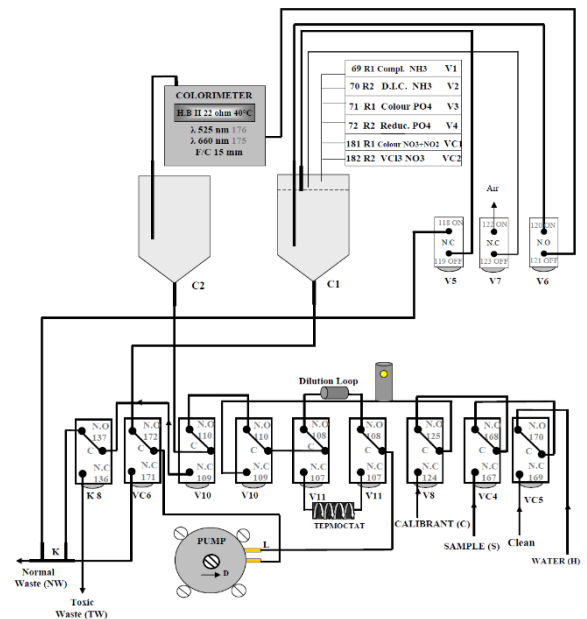 69 R1 Compl. NH3 V1
70 R2 D.I.C. NH3 V2
71 R1 Colour PO4 V3
72 R2 Reduc. PO4 V4
181 R1 Colour NO3+NO2 VC1
182 R2 VCl3 NO3 VC2
COLORIMETER
H.B II 22 ohm 40°C
λ 525 nm 176
λ 660 nm 175
F/C 15 mm
Air
118 ON
122 ON
120 ON
N.C
N.C
N.O
119 OFF
123 OFF
121 OFF
V5
V7
V6
C2
C1
Dilution Loop
N.O
137
C
N.C
136
K 8
N.O
172
C
N.C
171
VC6
N.O
110
C
N.C
109
V10
N.O
110
C
N.C
109
V10
N.O
108
C
N.C
107
V11
N.O
108
C
N.C
107
V11
N.O
125
C
N.C
124
V8
N.O
168
C
N.C
167
VC4
N.O
170
C
N.C
169
VC5
TEPMOCTAT
CALIBRANT (C)
SAMPLE (S)
Clean
WATER (H)
PUMP
L
D
K
Normal
Waste (NW)
Toxic
Waste (TW)